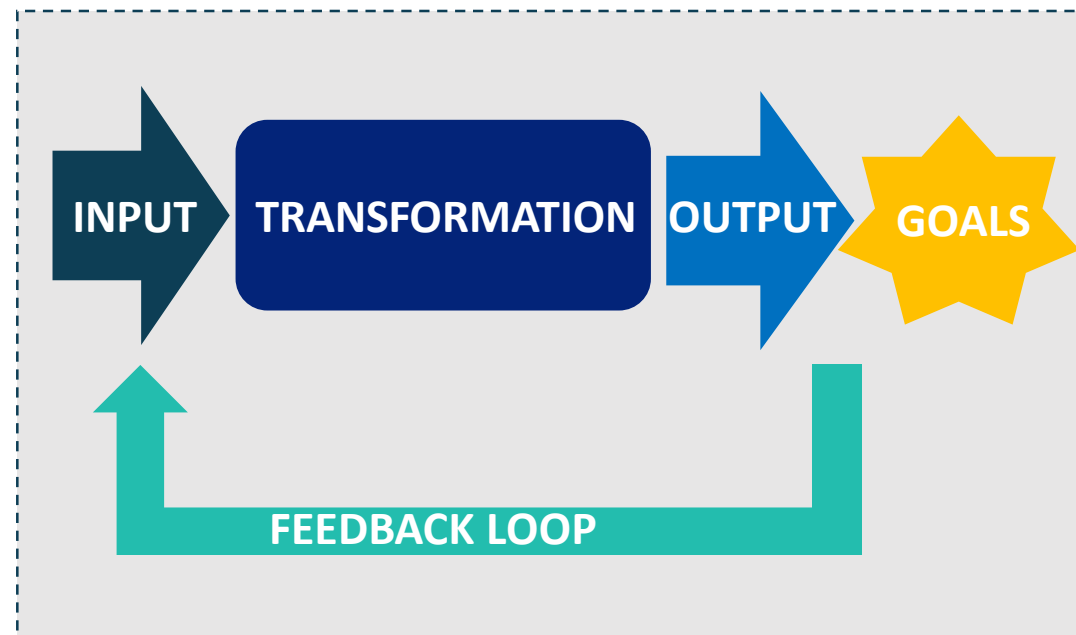 INPUT
TRANSFORMATION
OUTPUT
GOALS
FEEDBACK LOOP